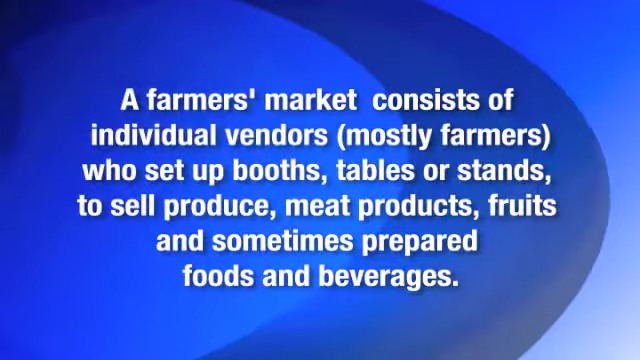 A farmers' market  consists of
individual vendors (mostly farmers)
who set up booths, tables or stands,
to sell produce, meat products, fruits
and sometimes prepared
foods and beverages.